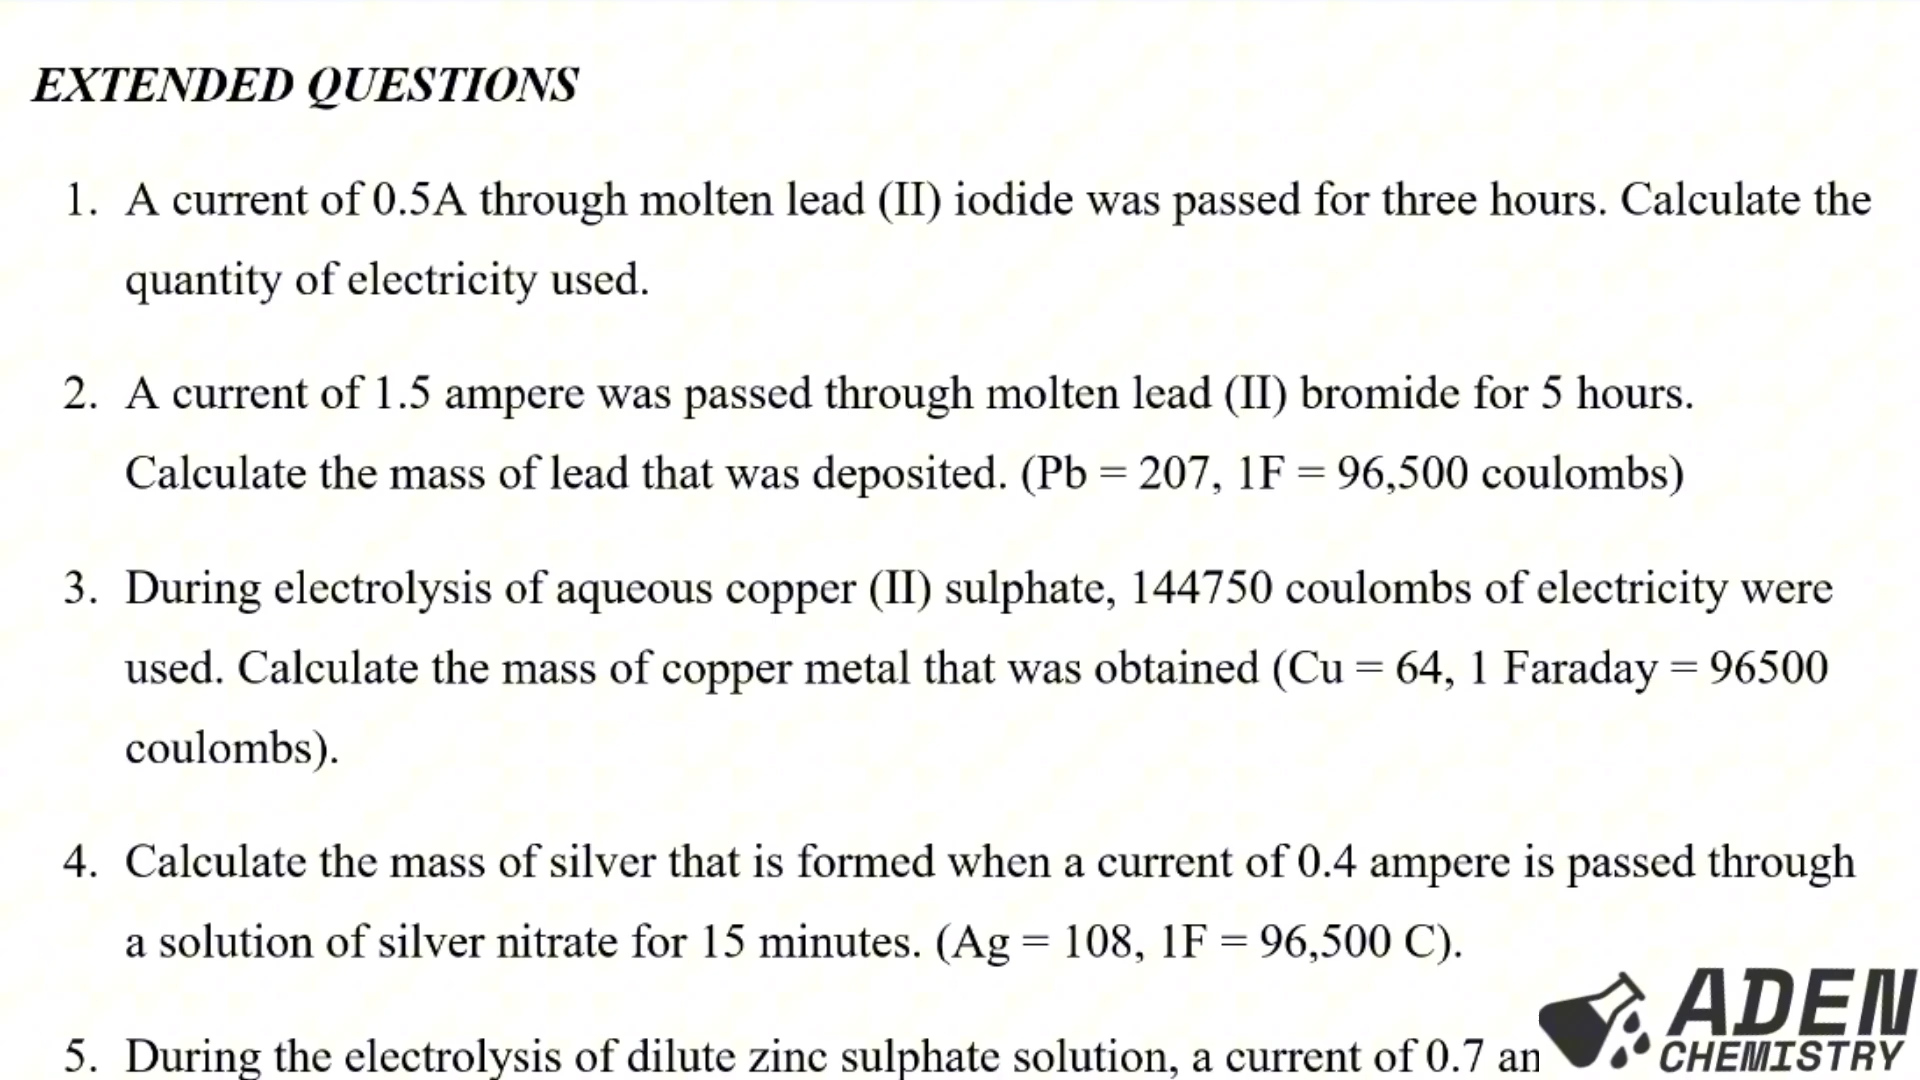 EXTENDED QUESTIONS
1. A current of 0.5A through molten lead (II) iodide was passed for three hours. Calculate the
quantity of electricity used.
2. A current of 1.5 ampere was passed through molten lead (II) bromide for 5 hours.
Calculate the mass of lead that was deposited. (Pb = 207, 1F = 96,500 coulombs)
3. During electrolysis of aqueous copper (II) sulphate, 144750 coulombs of electricity were
used. Calculate the mass of copper metal that was obtained (Cu = 64, 1 Faraday = 96500
coulombs).
4. Calculate the mass of silver that is formed when a current of 0.4 ampere is passed through
a solution of silver nitrate for 15 minutes. (Ag = 108, 1F = 96,500 C).
5. During the electrolysis of dilute zinc sulphate solution, a current of 0.7
ADEN
CHEMISTRY